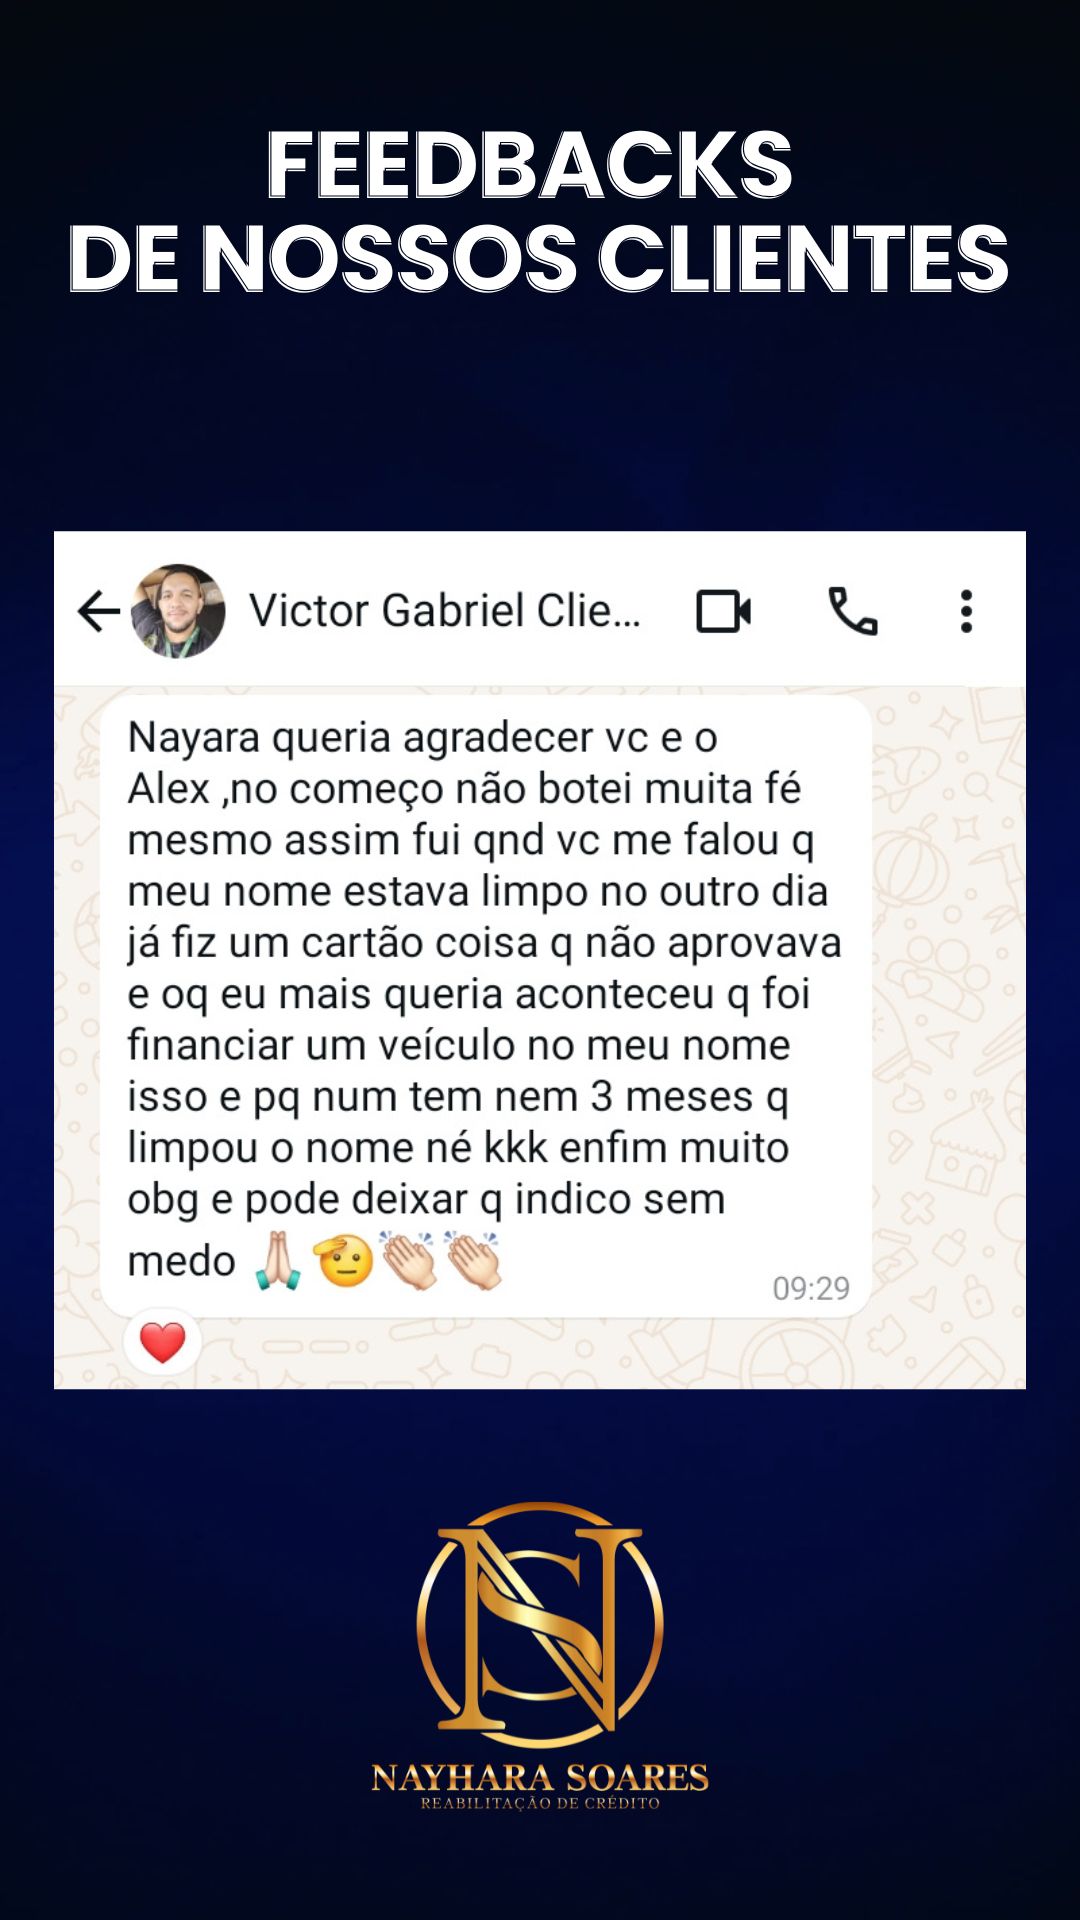 FEEDBACKS
DE NOSSOS CLIENTES
Victor Gabriel Clie...
Nayara queria agradecer vc e o
Alex ,no começo não botei muita fé
mesmo assim fui qnd vc me falou q
meu nome estava limpo no outro dia
já fiz um cartão coisa q não aprovava
e oq eu mais queria aconteceu q foi
financiar um veículo no meu nome
isso e pq num tem nem 3 meses q
limpou o nome né kkk enfim muito
obg e pode deixar q indico sem
medo 🙏🏻🫡👏🏻👏🏻
09:29
❤️
NS
NAYHARA SOARES
REABILITAÇÃO DE CRÉDITO